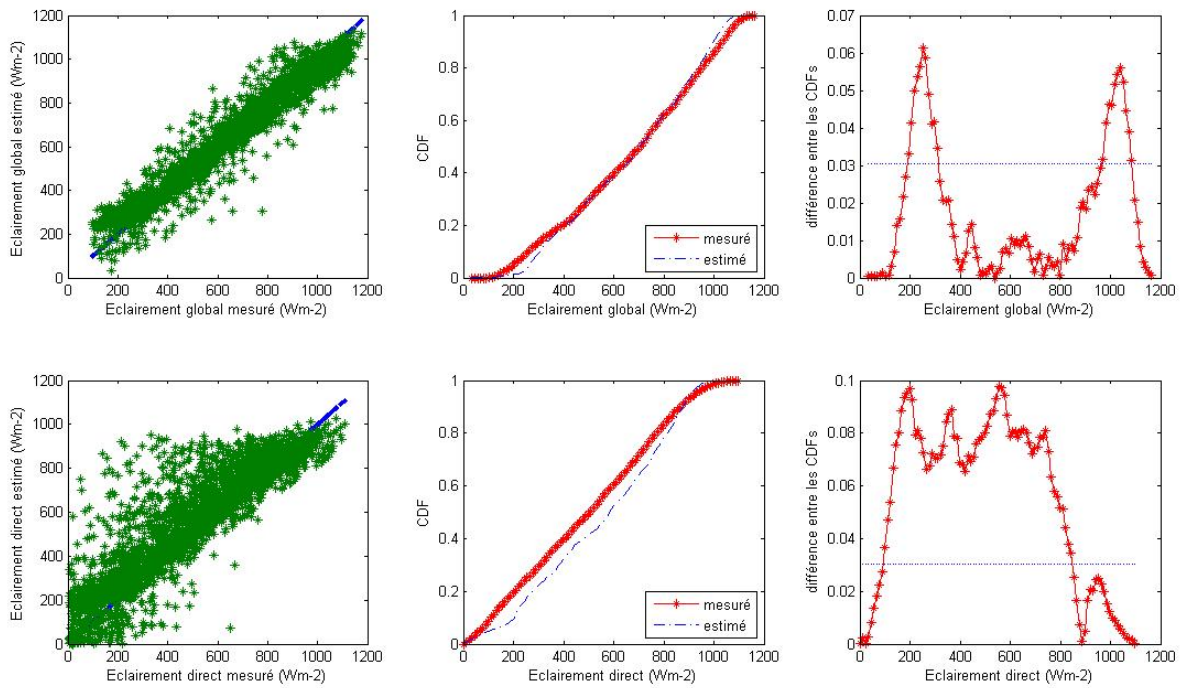 1200
1000
800
600
400
200
0
0 200 400 600 800 1000 1200
Eclairement global estimé (Wm-2)
Eclairement global mesuré (Wm-2)
1
0.8
0.6
0.4
0.2
0
0 200 400 600 800 1000 1200
CDF
Eclairement global (Wm-2)
mesuré
estimé
0.07
0.06
0.05
0.04
0.03
0.02
0.01
0
0 200 400 600 800 1000 1200
différence entre les CDFs
Eclairement global (Wm-2)
1200
1000
800
600
400
200
0
0 200 400 600 800 1000 1200
Eclairement direct estimé (Wm-2)
Eclairement direct mesuré (Wm-2)
1
0.8
0.6
0.4
0.2
0
0 200 400 600 800 1000 1200
CDF
Eclairement direct (Wm-2)
mesuré
estimé
0.1
0.08
0.06
0.04
0.02
0
0 200 400 600 800 1000 1200
différence entre les CDFs
Eclairement direct (Wm-2)